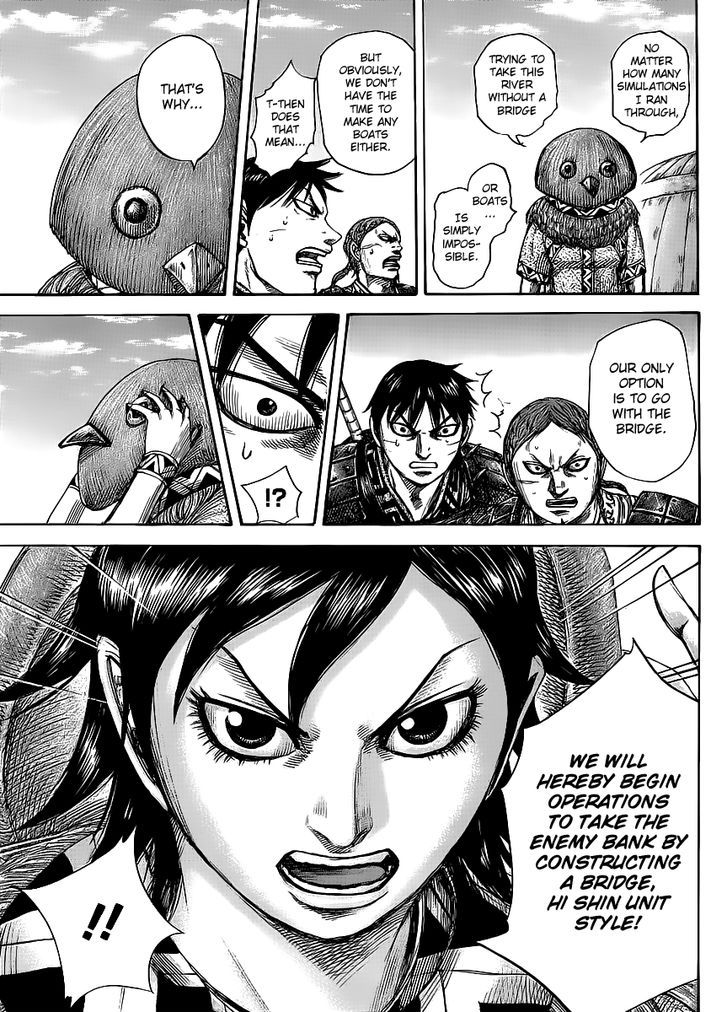 NO
MATTER
HOW MANY
SIMULATIONS
I RAN
THROUGH,
TRYING TO
TAKE THIS
RIVER
WITHOUT A
BRIDGE
OR
BOATS
...
IS
SIMPLY
IMPOS-
SIBLE.
BUT
OBVIOUSLY,
WE DON'T
HAVE THE
TIME TO
MAKE ANY
BOATS
EITHER.
T-THEN
DOES
THAT
MEAN...
THAT'S
WHY...
OUR ONLY
OPTION
IS TO GO
WITH THE
BRIDGE.
!?
WE WILL
HEREBY BEGIN
OPERATIONS
TO TAKE THE
ENEMY BANK BY
CONSTRUCTING
A BRIDGE,
HI SHIN UNIT
STYLE!
!!